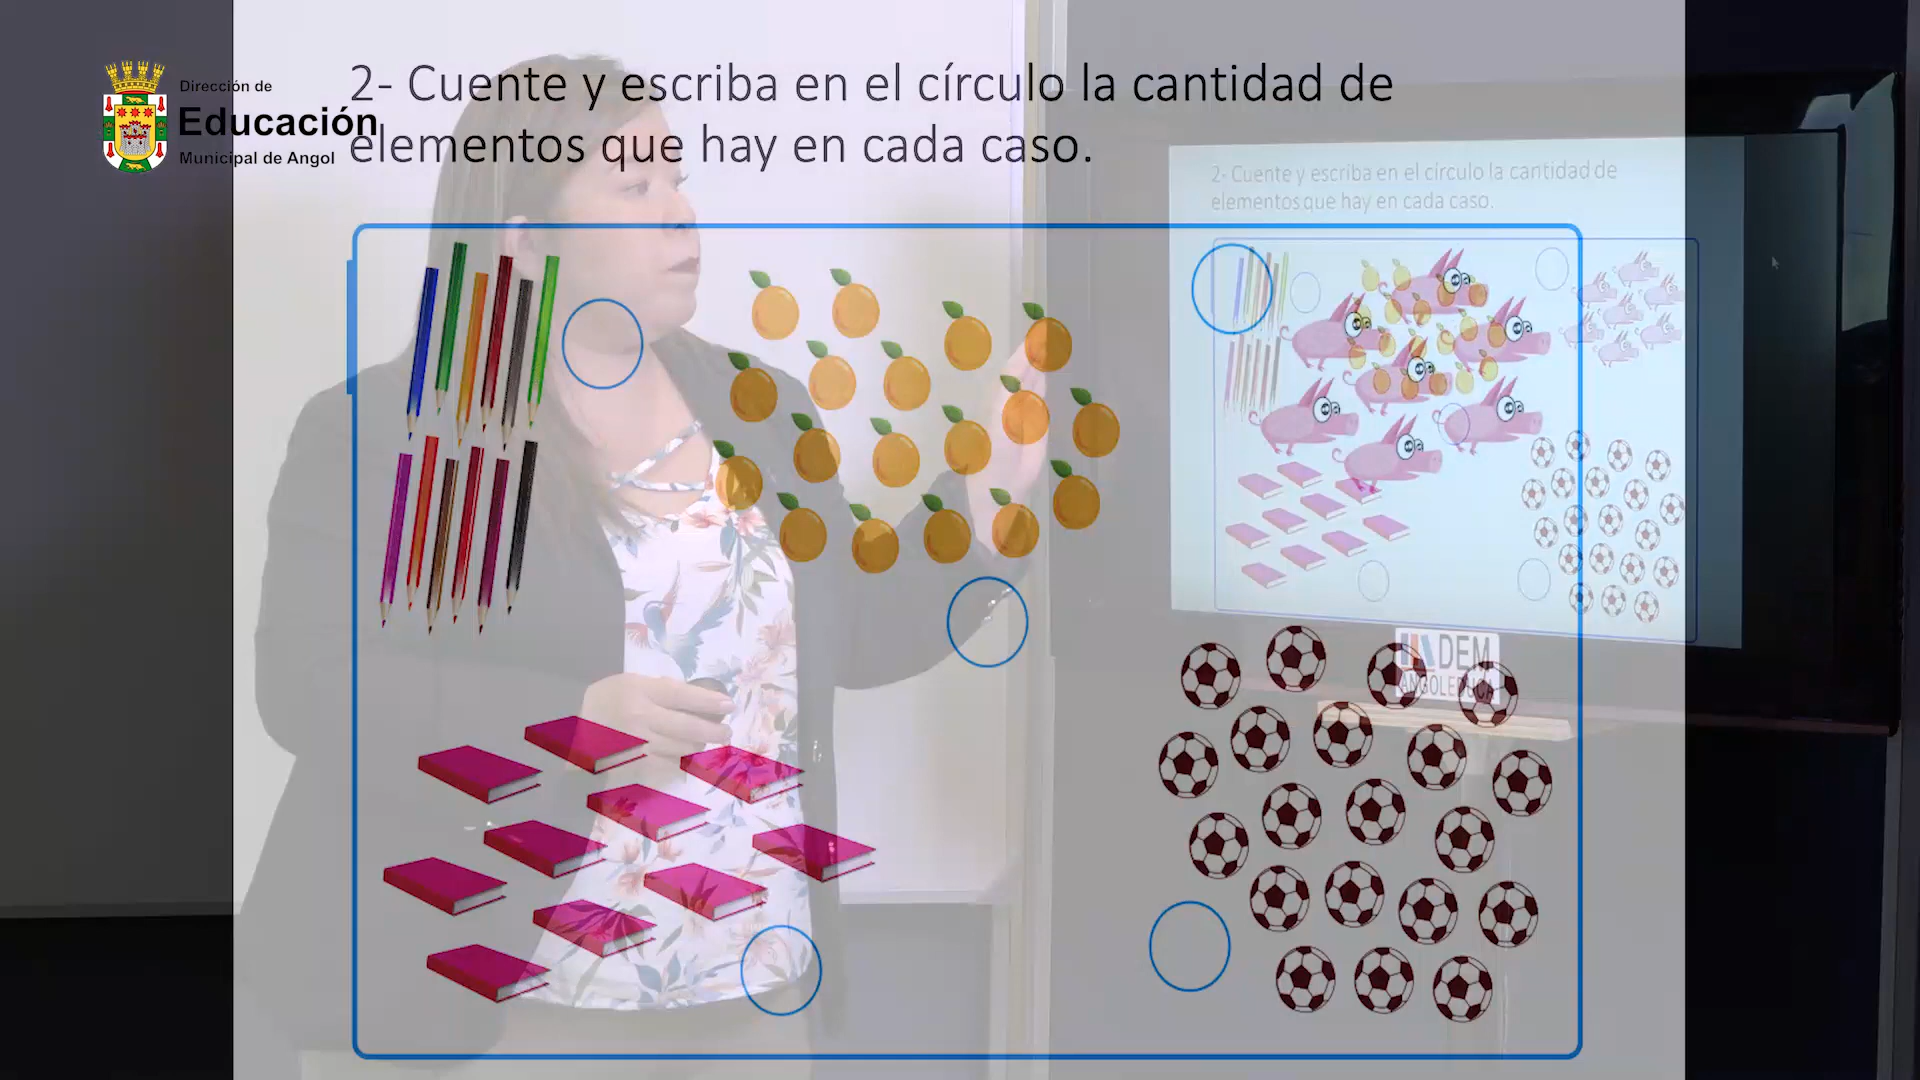 Dirección de
Educación
Municipal de Angol
2- Cuente y escriba en el círculo la cantidad de
elementos que hay en cada caso.
2- Cuente y escriba en el círculo la cantidad de
elementos que hay en cada caso.
DEM
ANGOLEDUCA